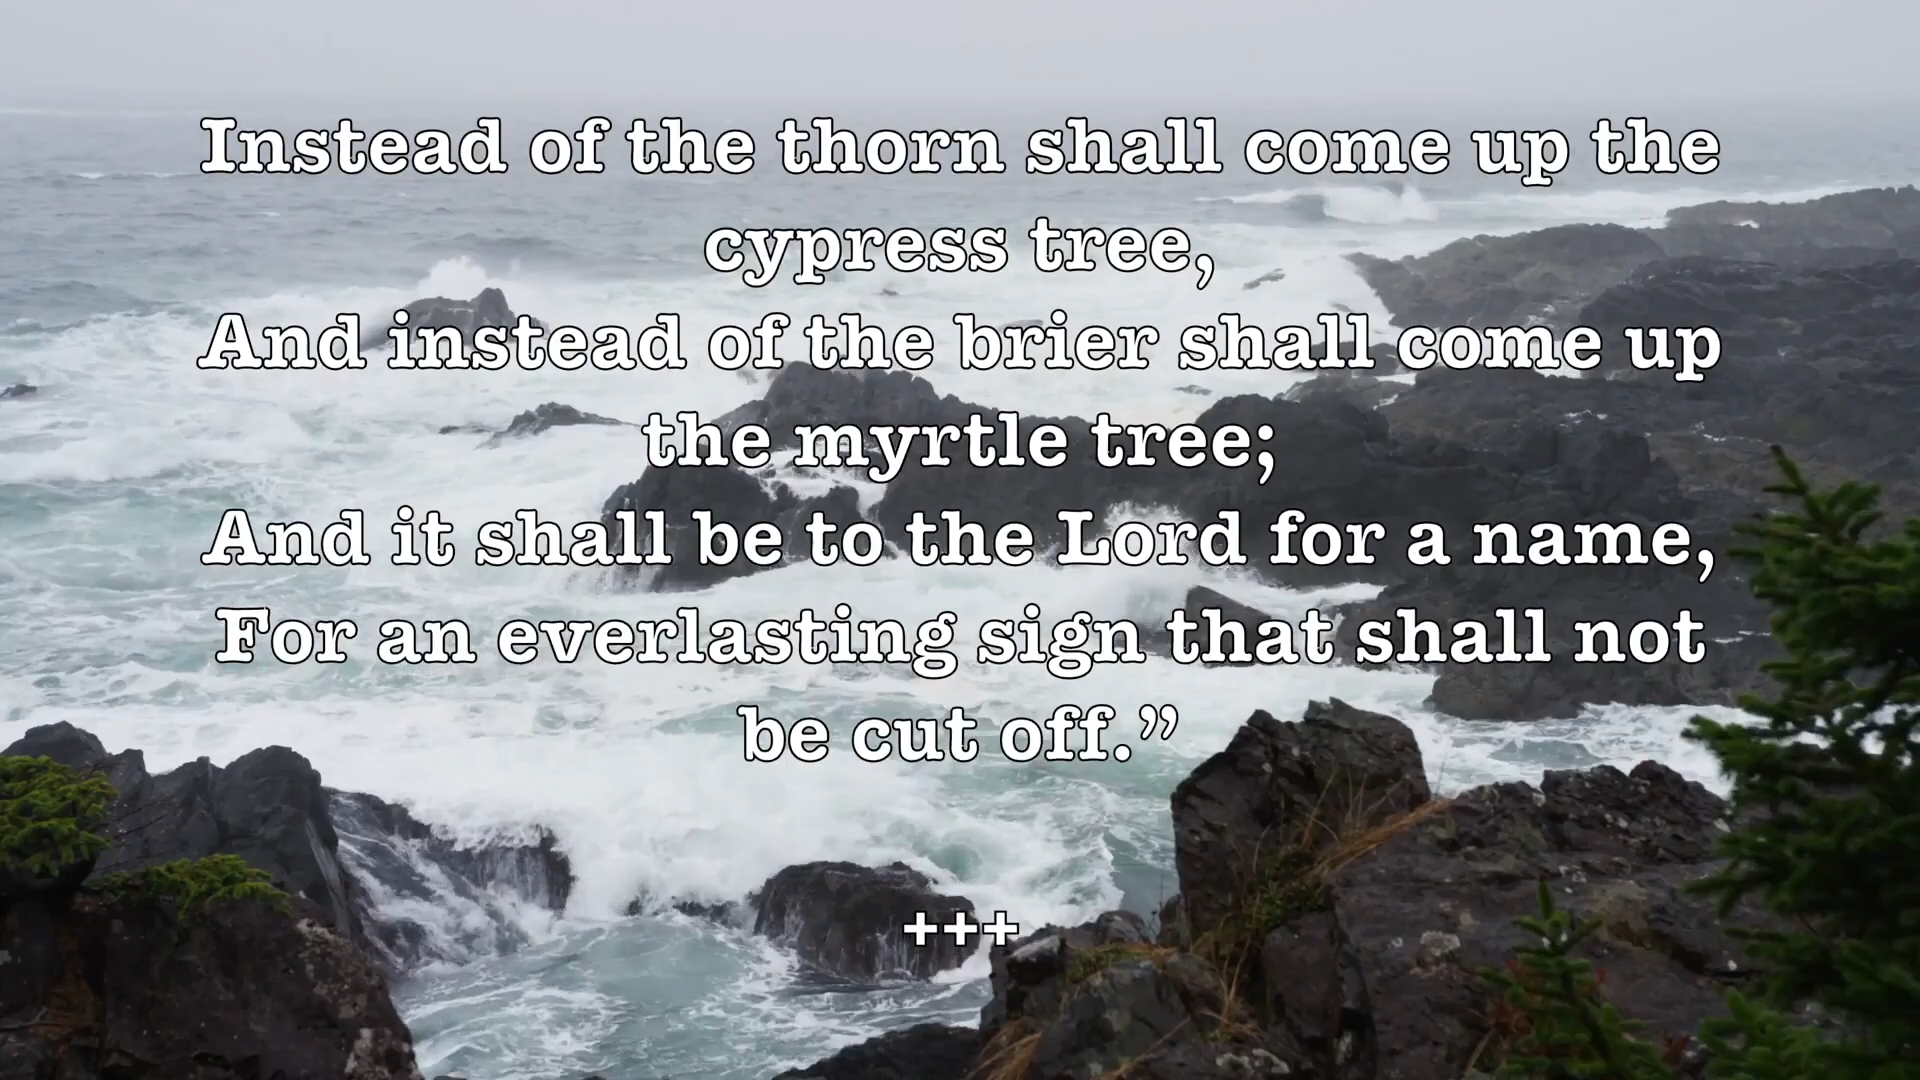 Instead of the thorn shall come up the
cypress tree,
And instead of the brier shall come up
the myrtle tree;
And it shall be to the Lord for a name,
For an everlasting sign that shall not
be cut off.”
+++